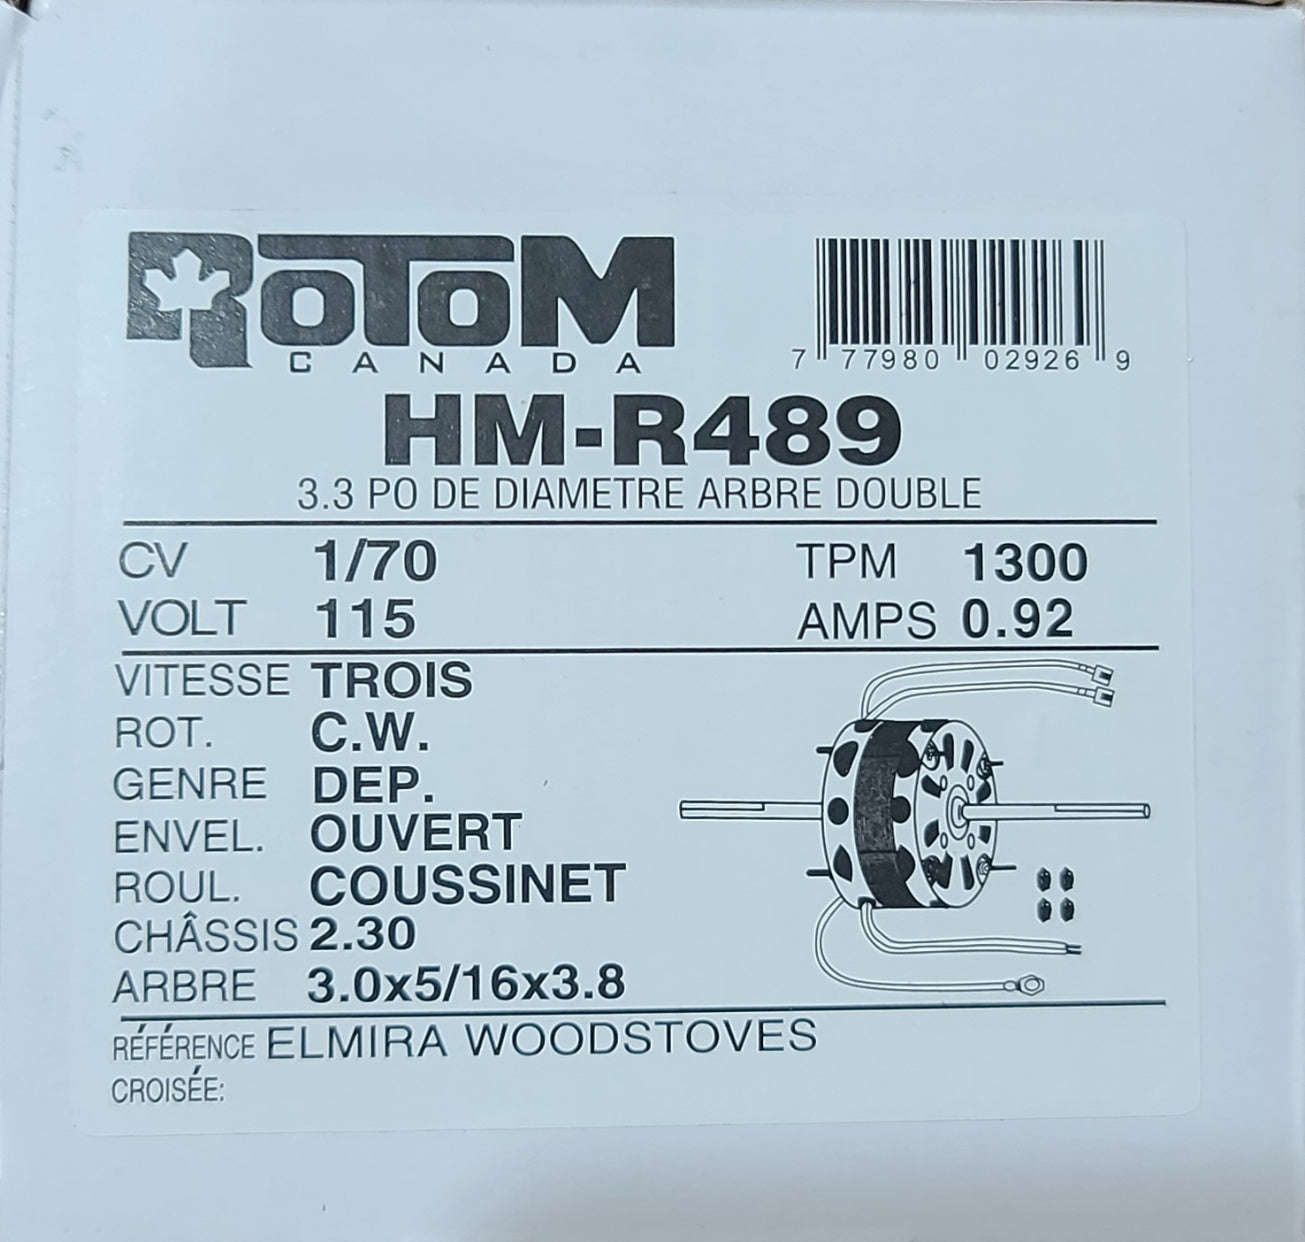 ROTOM
CANADA
7 77980 02926 9
HM-R489
3.3 PO DE DIAMETRE ARBRE DOUBLE
CV 1/70 TPM 1300
VOLT 115 AMPS 0.92
VITESSE TROIS
ROT. C.W.
GENRE DEP.
ENVEL. OUVERT
ROUL. COUSSINET
CHÂSSIS 2.30
ARBRE 3.0x5/16x3.8
RÉFÉRENCE ELMIRA WOODSTOVES
CROISÉE: